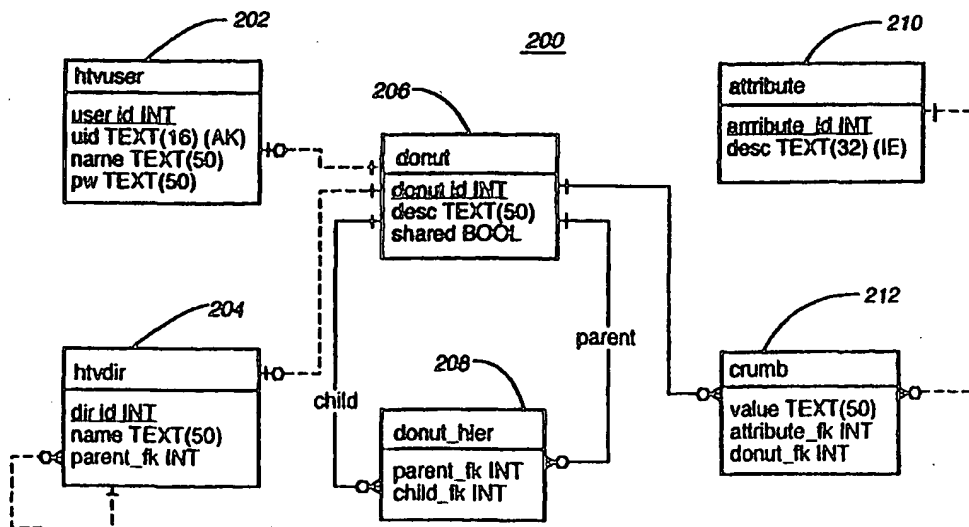 202
htvuser
user id INT
uid TEXT(16) (AK)
name TEXT(50)
pw TEXT(50)
200
206
donut
donut id INT
desc TEXT(50)
shared BOOL
210
attribute
attribute_id INT
desc TEXT(32) (IE)
204
htvdir
dir id INT
name TEXT(50)
parent_fk INT
child
parent
208
donut_hier
parent_fk INT
child_fk INT
212
crumb
value TEXT(50)
attribute_fk INT
donut_fk INT